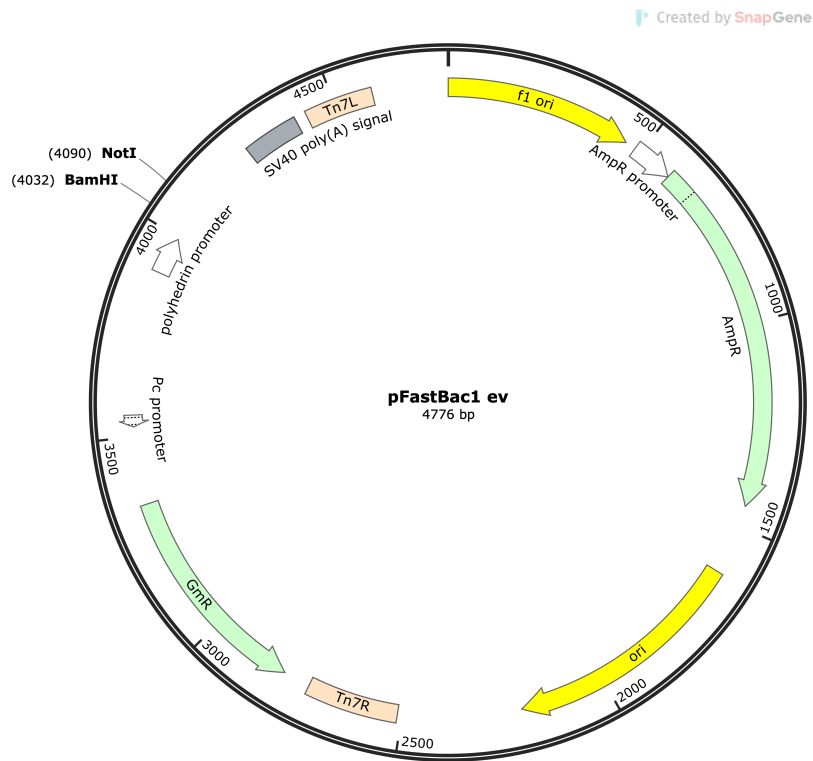 Created by SnapGene
4500
Tn7L
f1 ori
500
SV40 poly(A) signal
AmpR promoter
(4090) NotI
(4032) BamHI
4000
polyhedrin promoter
1000
AmpR
pFastBac1 ev
4776 bp
Pc promoter
3500
1500
GmR
3000
ori
2000
Tn7R
2500